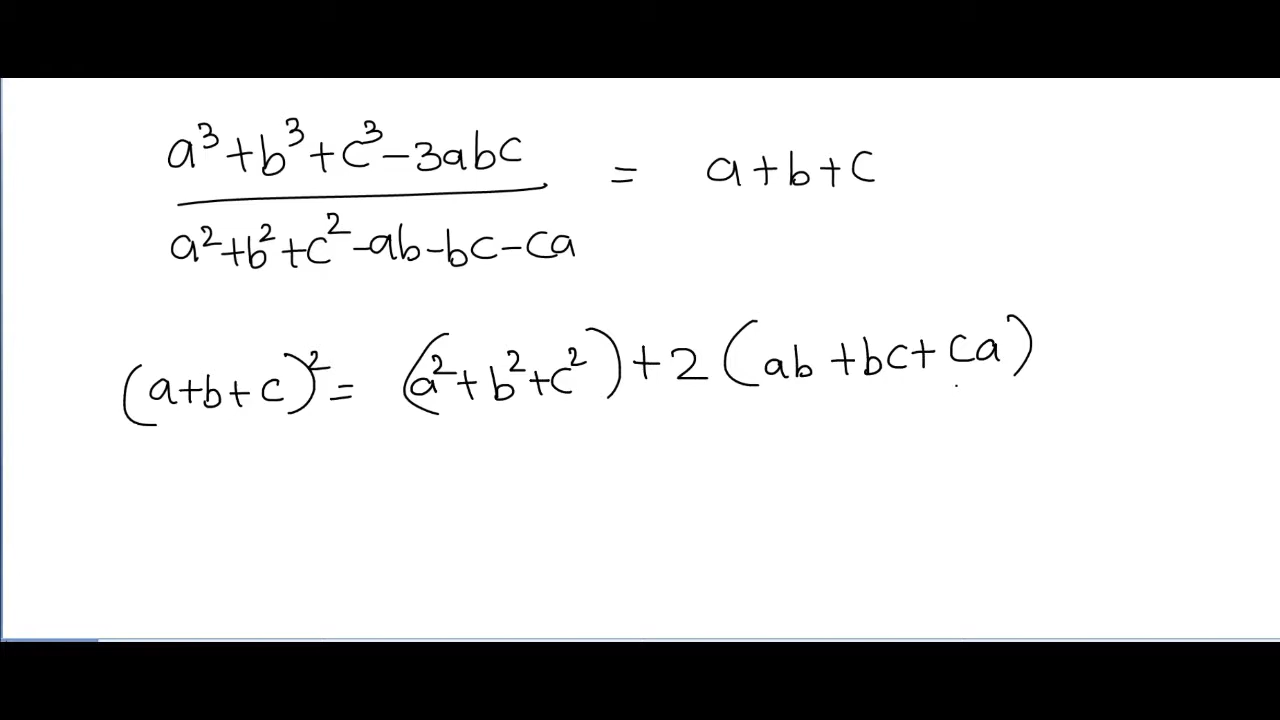 a³+b³+c³-3abc / a²+b²+c²-ab-bc-ca = a+b+c
(a+b+c)² = (a²+b²+c²)+2(ab+bc+ca)